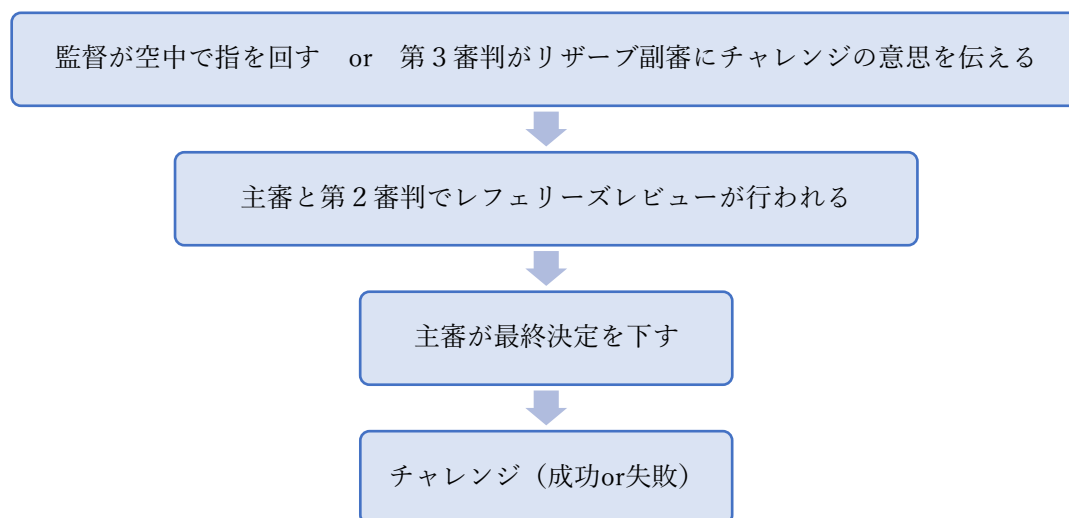 監督が空中で指を回す　or　第３審判がリザーブ副審にチャレンジの意思を伝える
主審と第２審判でレフェリーズレビューが行われる
主審が最終決定を下す
チャレンジ（成功or失敗）